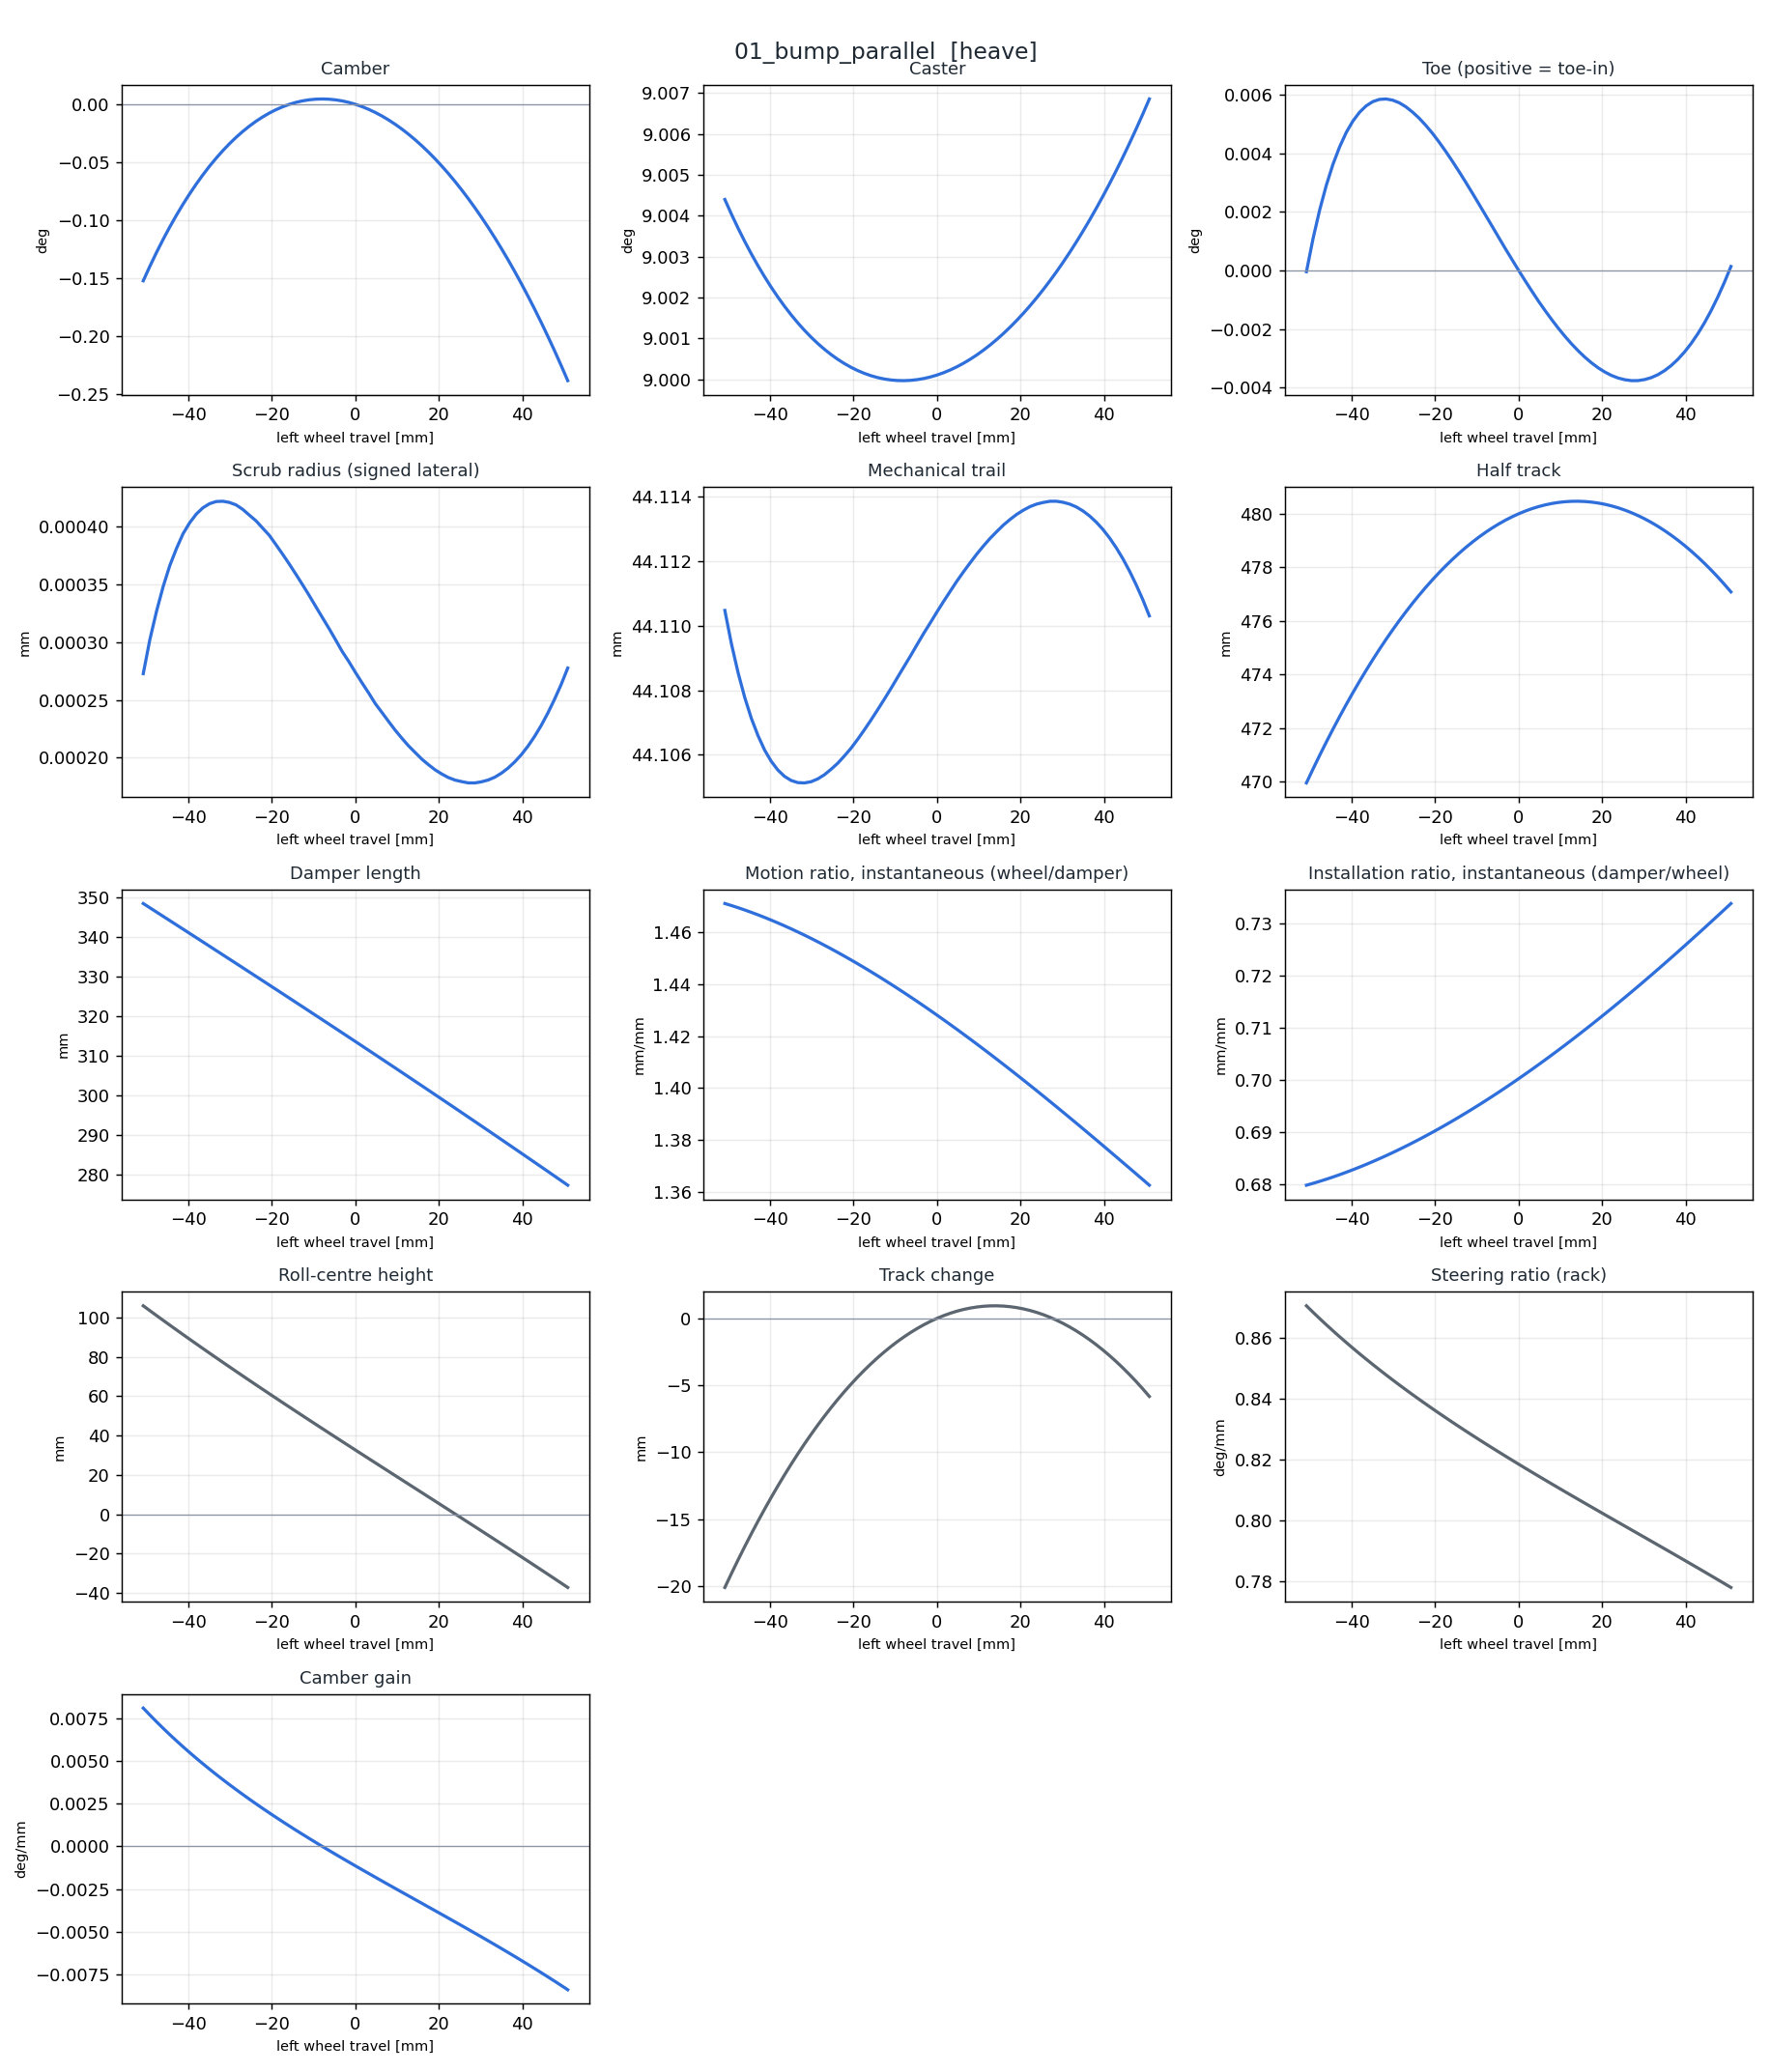 01_bump_parallel  [heave]
Camber
0.00
−0.05
−0.10
−0.15
−0.20
−0.25
deg
−40 −20 0 20 40
left wheel travel [mm]
Caster
9.007
9.006
9.005
9.004
9.003
9.002
9.001
9.000
deg
−40 −20 0 20 40
left wheel travel [mm]
Toe (positive = toe-in)
0.006
0.004
0.002
0.000
−0.002
−0.004
deg
−40 −20 0 20 40
left wheel travel [mm]
Scrub radius (signed lateral)
0.00040
0.00035
0.00030
0.00025
0.00020
mm
−40 −20 0 20 40
left wheel travel [mm]
Mechanical trail
44.114
44.112
44.110
44.108
44.106
mm
−40 −20 0 20 40
left wheel travel [mm]
Half track
480
478
476
474
472
470
mm
−40 −20 0 20 40
left wheel travel [mm]
Damper length
350
340
330
320
310
300
290
280
mm
−40 −20 0 20 40
left wheel travel [mm]
Motion ratio, instantaneous (wheel/damper)
1.46
1.44
1.42
1.40
1.38
1.36
mm/mm
−40 −20 0 20 40
left wheel travel [mm]
Installation ratio, instantaneous (damper/wheel)
0.73
0.72
0.71
0.70
0.69
0.68
mm/mm
−40 −20 0 20 40
left wheel travel [mm]
Roll-centre height
100
80
60
40
20
0
−20
−40
mm
−40 −20 0 20 40
left wheel travel [mm]
Track change
0
−5
−10
−15
−20
mm
−40 −20 0 20 40
left wheel travel [mm]
Steering ratio (rack)
0.86
0.84
0.82
0.80
0.78
deg/mm
−40 −20 0 20 40
left wheel travel [mm]
Camber gain
0.0075
0.0050
0.0025
0.0000
−0.0025
−0.0050
−0.0075
deg/mm
−40 −20 0 20 40
left wheel travel [mm]